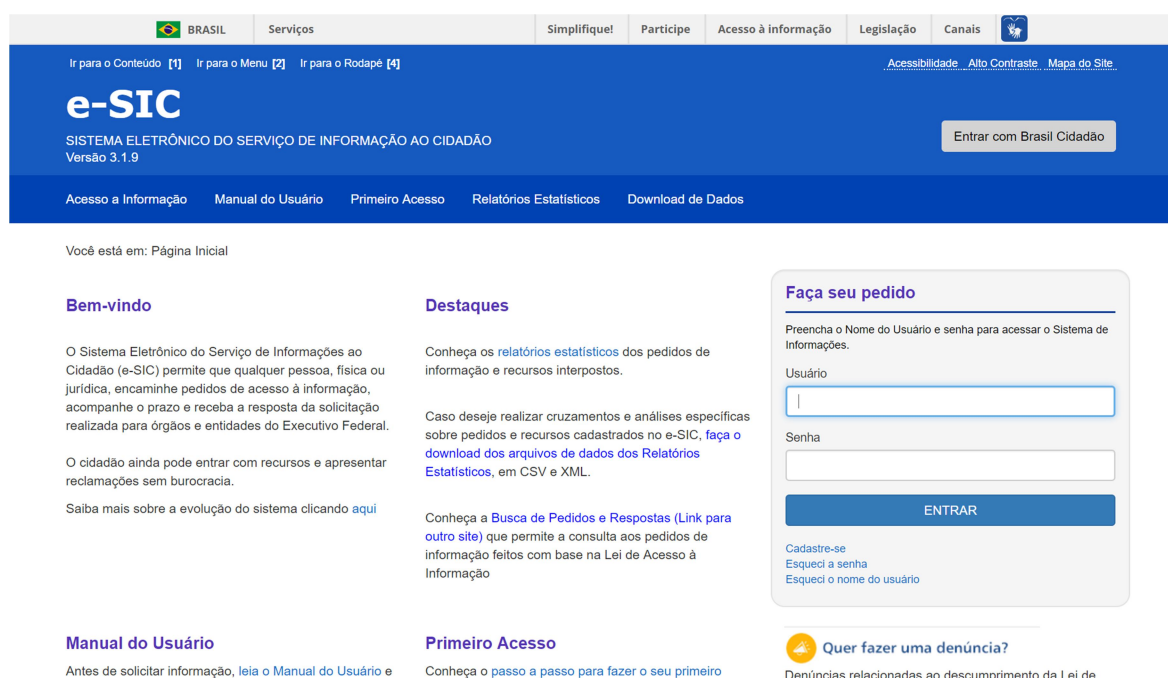 BRASIL Serviços Simplifique! Participe Acesso à informação Legislação Canais
Ir para o Conteúdo [1] Ir para o Menu [2] Ir para o Rodapé [4] Acessibilidade Alto Contraste Mapa do Site
e-SIC
SISTEMA ELETRÔNICO DO SERVIÇO DE INFORMAÇÃO AO CIDADÃO
Versão 3.1.9
Entrar com Brasil Cidadão
Acesso a Informação Manual do Usuário Primeiro Acesso Relatórios Estatísticos Download de Dados
Você está em: Página Inicial
Bem-vindo
O Sistema Eletrônico do Serviço de Informações ao
Cidadão (e-SIC) permite que qualquer pessoa, física ou
jurídica, encaminhe pedidos de acesso à informação,
acompanhe o prazo e receba a resposta da solicitação
realizada para órgãos e entidades do Executivo Federal.
O cidadão ainda pode entrar com recursos e apresentar
reclamações sem burocracia.
Saiba mais sobre a evolução do sistema clicando aqui
Destaques
Conheça os relatórios estatísticos dos pedidos de
informação e recursos interpostos.
Caso deseje realizar cruzamentos e análises específicas
sobre pedidos e recursos cadastrados no e-SIC, faça o
download dos arquivos de dados dos Relatórios
Estatísticos, em CSV e XML.
Conheça a Busca de Pedidos e Respostas (Link para
outro site) que permite a consulta aos pedidos de
informação feitos com base na Lei de Acesso à
Informação
Faça seu pedido
Preencha o Nome do Usuário e senha para acessar o Sistema de
Informações.
Usuário
Senha
ENTRAR
Cadastre-se
Esqueci a senha
Esqueci o nome do usuário
Manual do Usuário
Antes de solicitar informação, leia o Manual do Usuário e
Primeiro Acesso
Conheça o passo a passo para fazer o seu primeiro
Quer fazer uma denúncia?
Denúncias relacionadas ao descumprimento da Lei de